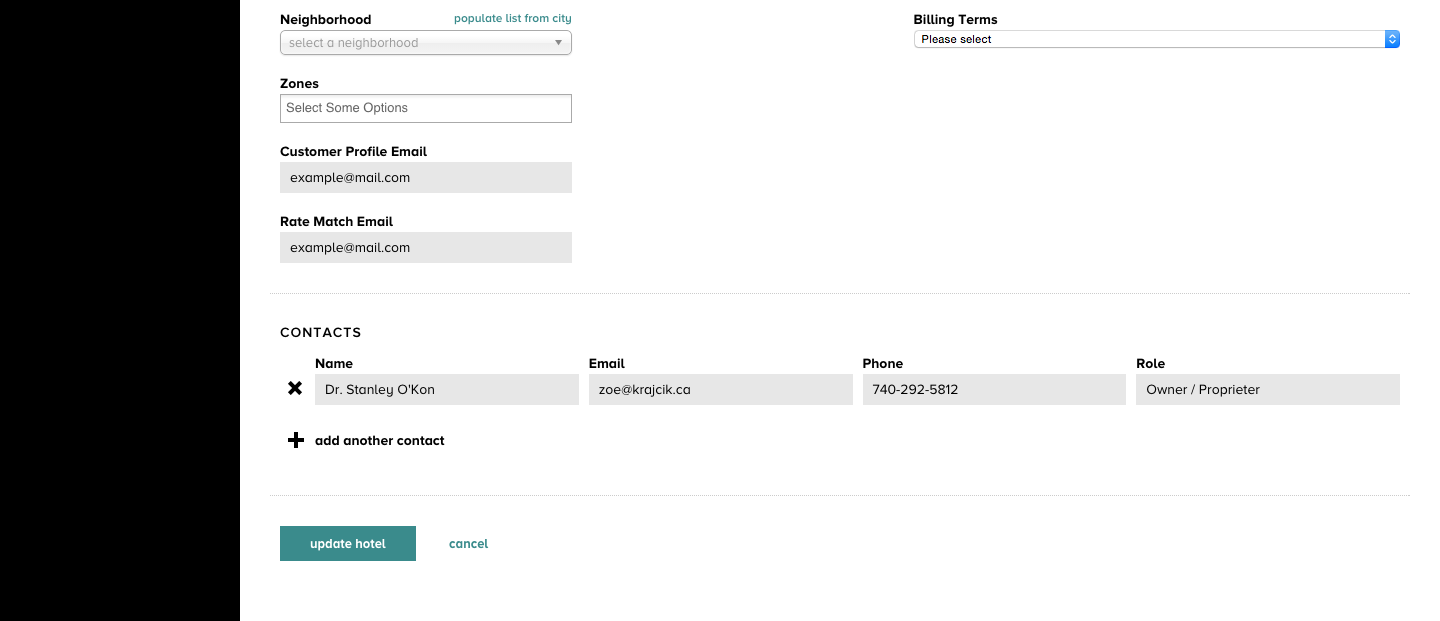 Neighborhood populate list from city
select a neighborhood
Zones
Select Some Options
Customer Profile Email
example@mail.com
Rate Match Email
example@mail.com
Billing Terms
Please select
CONTACTS
Name Email Phone Role
Dr. Stanley O'Kon zoe@krajcik.ca 740-292-5812 Owner / Proprieter
add another contact
update hotel cancel